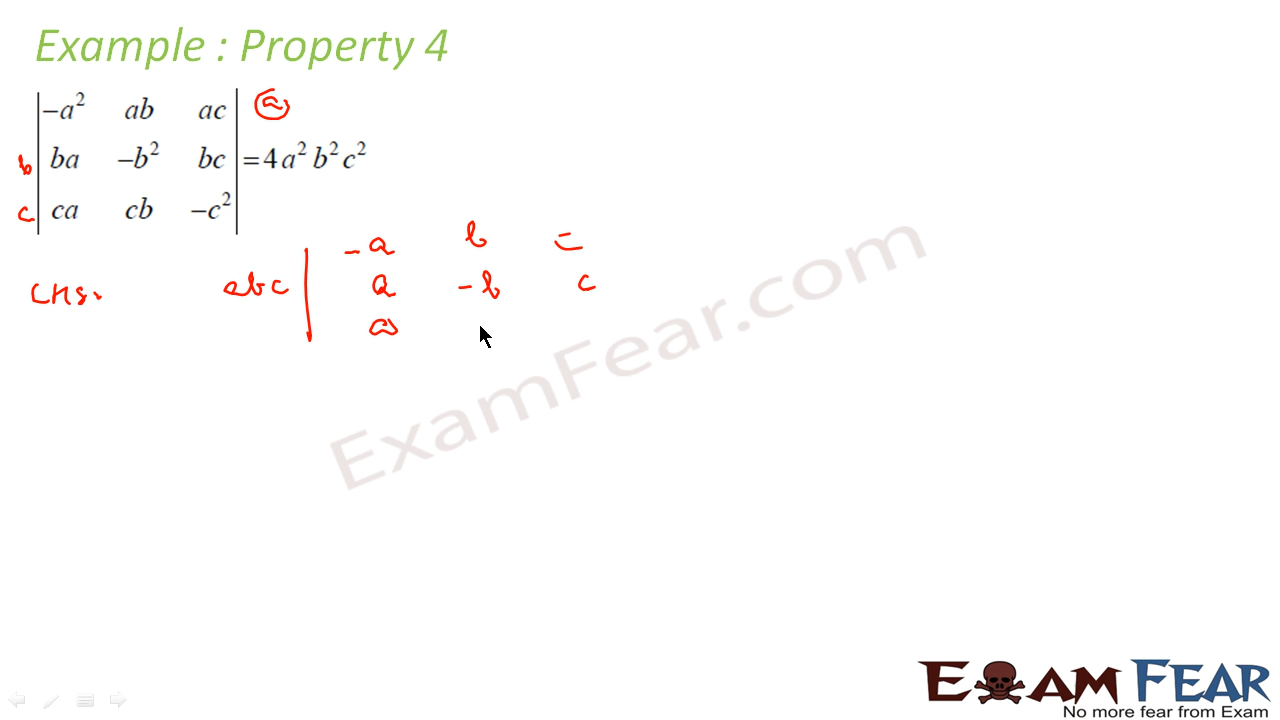 Example : Property 4
-a² ab ac a
b ba -b² bc = 4a²b²c²
c ca cb -c²
-a b c
LHS: abc a -b c
a
ExamFear.com
EXAM FEAR
No more fear from Exam